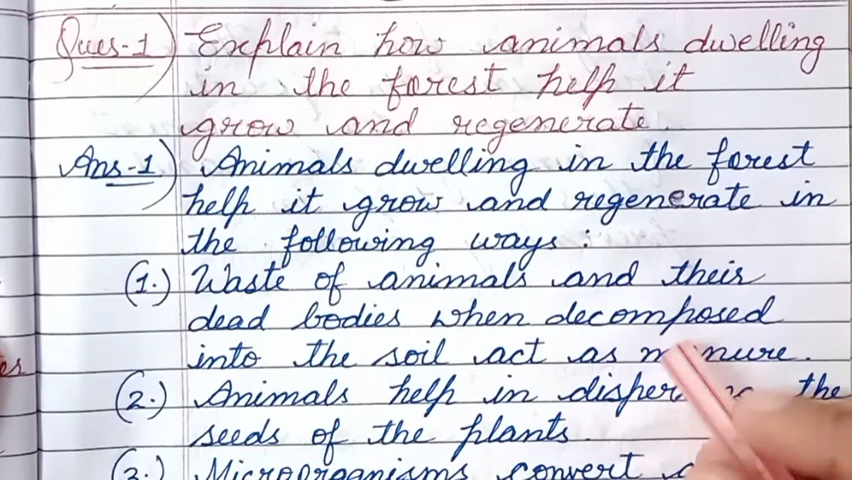 Ques-1) Explain how animals dwelling
in the forest help it
grow and regenerate.
Ans-1) Animals dwelling in the forest
help it grow and regenerate in
the following ways:
(1.) Waste of animals and their
dead bodies when decomposed
into the soil act as
(2.) Animals help in the
seeds of the plants.
(3.) Microorganisms convert